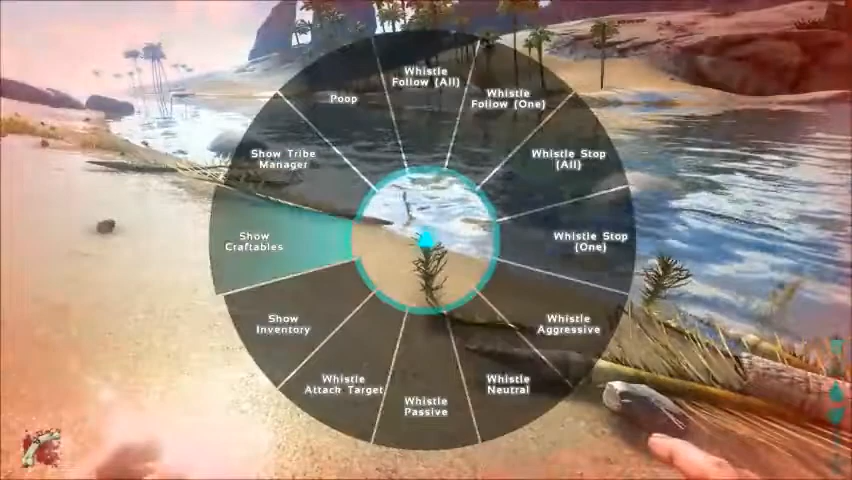 Whistle
Follow (All)
Whistle
Follow (One)
Poop
Show Tribe
Manager
Whistle Stop
(All)
Show
Craftables
Whistle Stop
(One)
Show
Inventory
Whistle
Aggressive
Whistle
Attack Target
Whistle
Neutral
Whistle
Passive